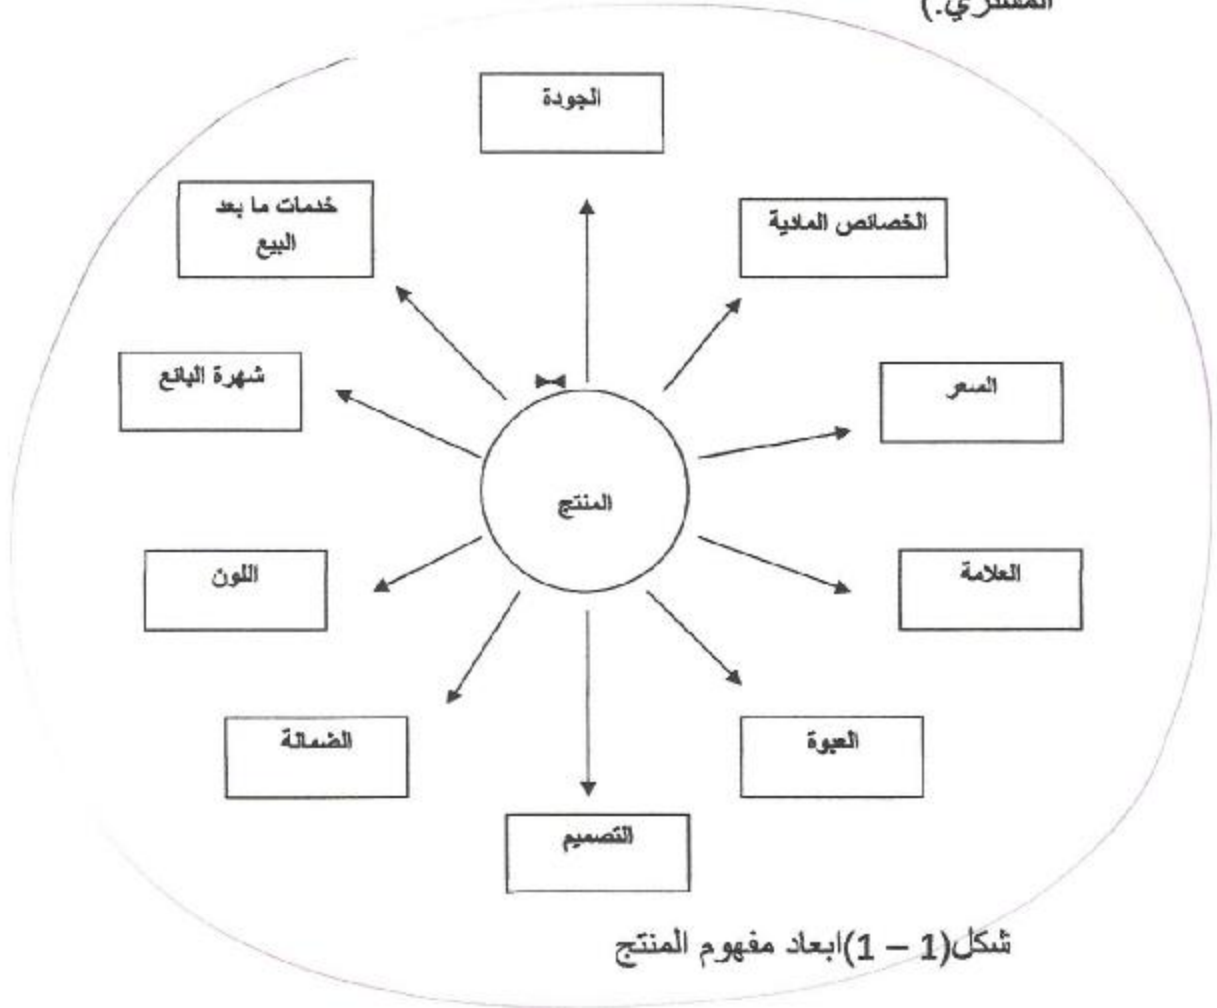 المشتري.)
الجودة
خدمات ما بعد
البيع
الخصائص المادية
شهرة البائع
السعر
المنتج
اللون
العلامة
الضمانة
العبوة
التصميم
شكل(1 – 1)ابعاد مفهوم المنتج